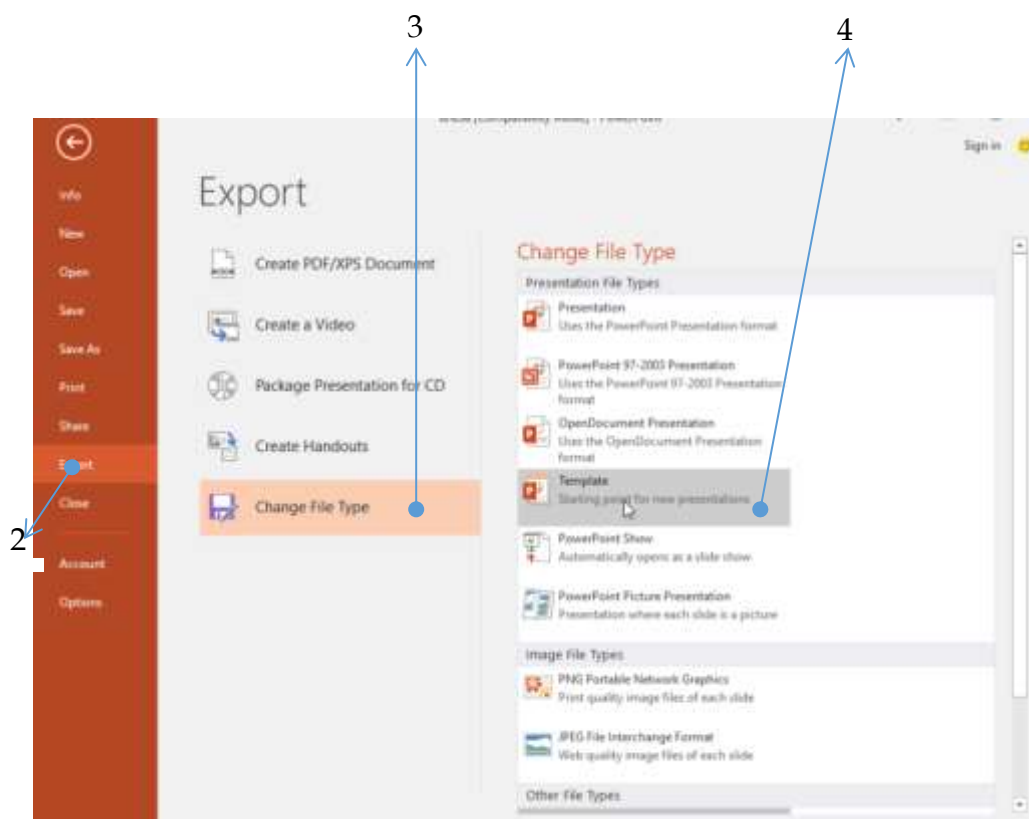 3
4
Sign in
Info
New
Open
Save
Save As
Print
Share
Close
Account
Options
2
Export
Create PDF/XPS Document
Create a Video
Package Presentation for CD
Create Handouts
Change File Type
Change File Type
Presentation File Types
Presentation
Uses the PowerPoint Presentation format
PowerPoint 97-2003 Presentation
Uses the PowerPoint 97-2003 Presentation
format
OpenDocument Presentation
Uses the OpenDocument Presentation
format
Template
Starting point for new presentations
PowerPoint Show
Automatically opens as a slide show
PowerPoint Picture Presentation
Presentation where each slide is a picture
Image File Types
PNG Portable Network Graphics
Print quality image files of each slide
JPEG File Interchange Format
Web quality image files of each slide
Other File Types